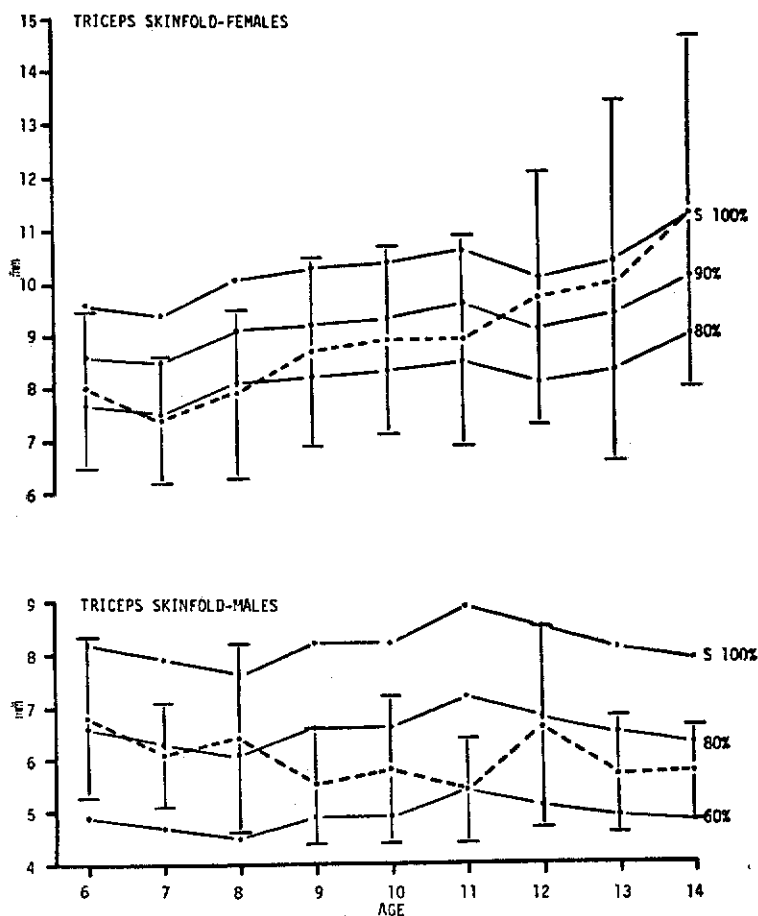 TRICEPS SKINFOLD-FEMALES
15
14
13
12
11
10
9
8
7
6
mm
S 100%
90%
80%
TRICEPS SKINFOLD-MALES
9
8
7
6
5
4
mm
S 100%
80%
60%
6 7 8 9 10 11 12 13 14
AGE